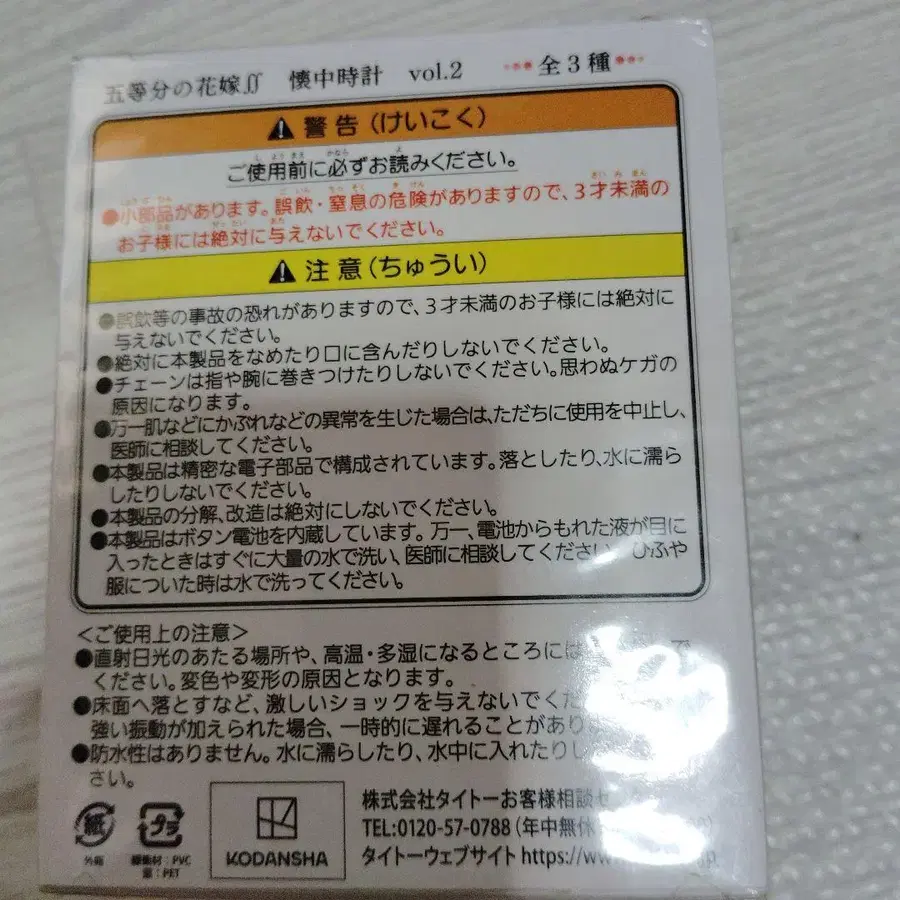 五等分の花嫁∬ 懐中時計 vol.2 全3種
警告(けいこく)
ご使用前に必ずお読みください。
●小部品があります。誤飲・窒息の危険がありますので、3才未満の
お子様には絶対に与えないでください。
注意(ちゅうい)
●誤飲等の事故の恐れがありますので、3才未満のお子様には絶対に
与えないでください。
●絶対に本製品をなめたり口に含んだりしないでください。
●チェーンは指や腕に巻きつけたりしないでください。思わぬケガの
原因になります。
●万一肌などにかぶれなどの異常を生じた場合は、ただちに使用を中止し、
医師に相談してください。
●本製品は精密な電子部品で構成されています。落としたり、水に濡ら
したりしないでください。
●本製品の分解、改造は絶対にしないでください。
●本製品はボタン電池を内蔵しています。万一、電池からもれた液が目に
入ったときはすぐに大量の水で洗い、医師に相談してください ひふや
服についた時は水で洗ってください。
<ご使用上の注意>
●直射日光のあたる場所や、高温・多湿になるところには で
ください。変色や変形の原因となります。
●床面へ落とすなど、激しいショックを与えないでくだ
強い振動が加えられた場合、一時的に遅れることがあり
●防水性はありません。水に濡らしたり、水中に入れたりし
さい。
紙
外箱
プラ
緩衝材:PVC
窓:PET
KODANSHA
株式会社タイトーお客様相談セ
TEL:0120-57-0788(年中無休
タイトーウェブサイト https://ww